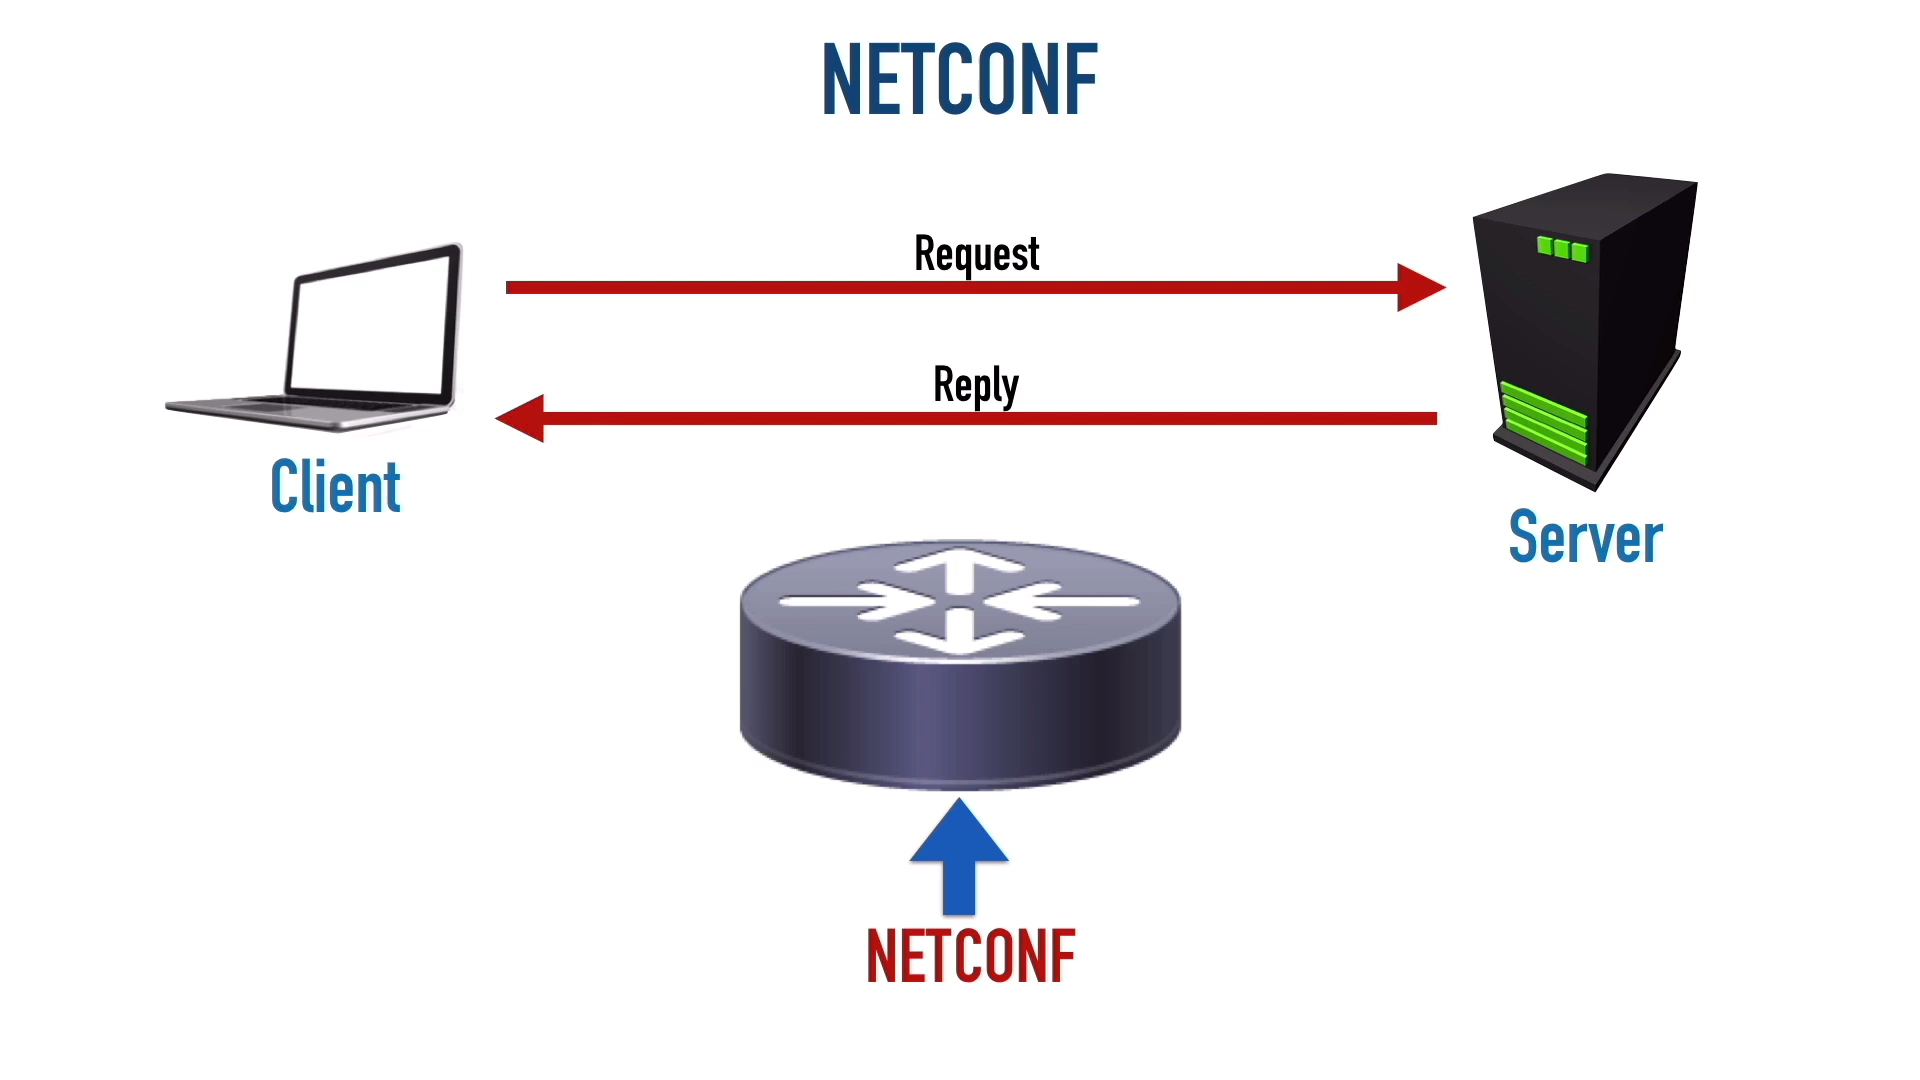 NETCONF
Request
Reply
Client
Server
NETCONF